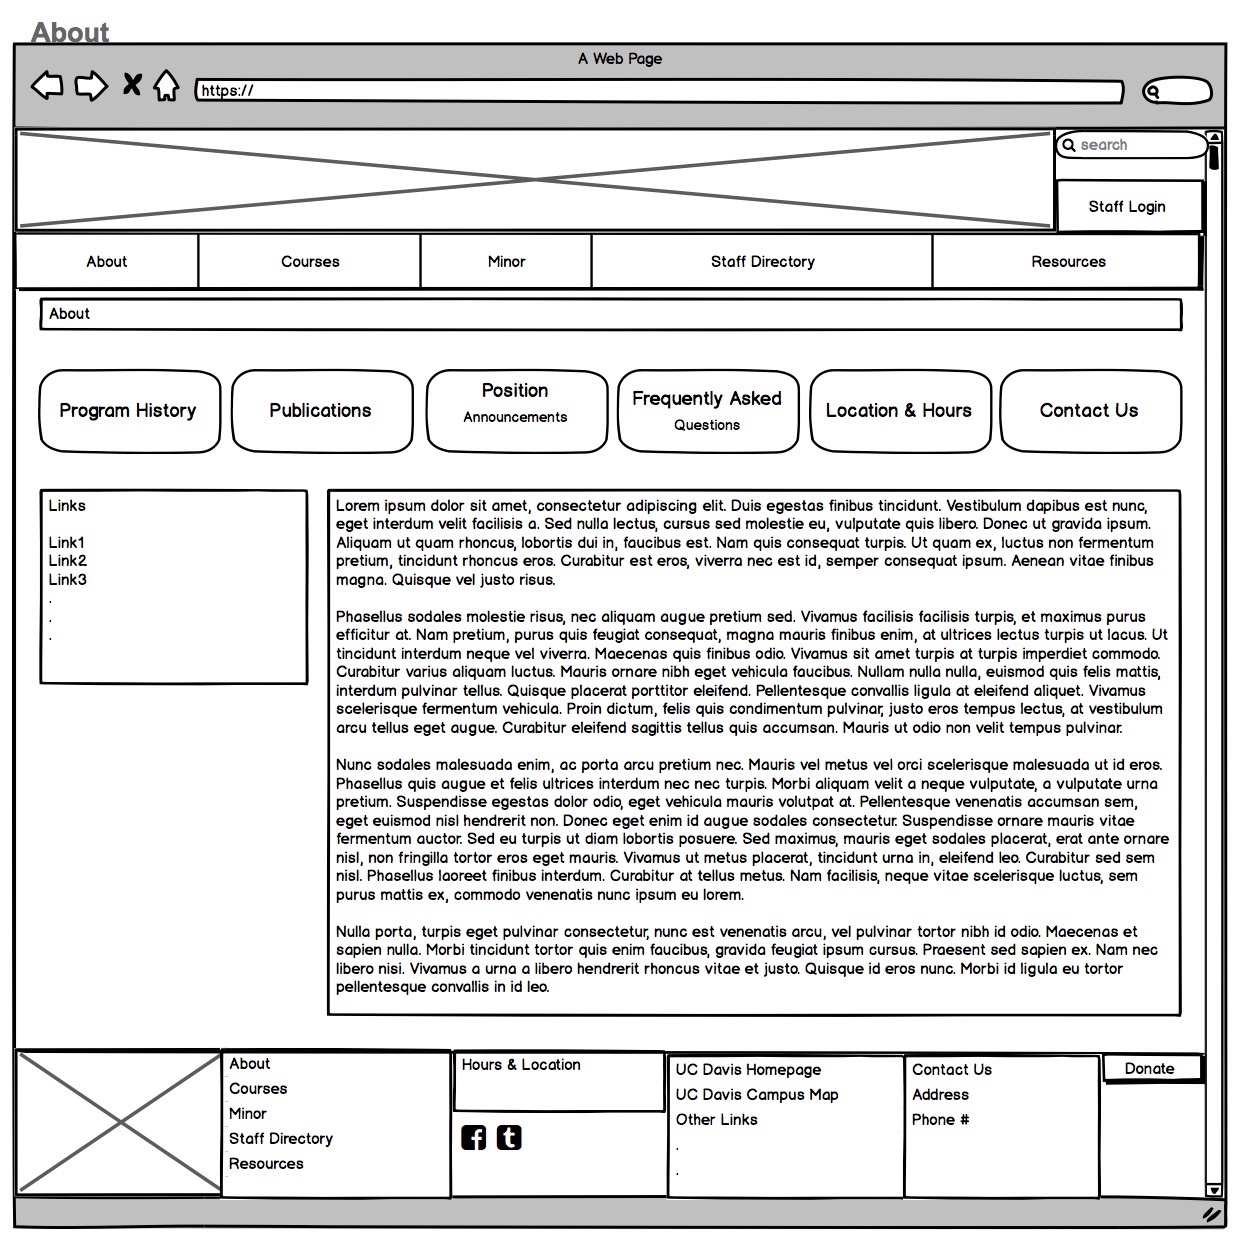 About
A Web Page
https://
search
Staff Login
About
Courses
Minor
Staff Directory
Resources
About
Program History
Publications
Position
Announcements
Frequently Asked
Questions
Location & Hours
Contact Us
Links
Link1
Link2
Link3
.
.
.
Lorem ipsum dolor sit amet, consectetur adipiscing elit. Duis egestas finibus tincidunt. Vestibulum dapibus est nunc,
eget interdum velit facilisis a. Sed nulla lectus, cursus sed molestie eu, vulputate quis libero. Donec ut gravida ipsum.
Aliquam ut quam rhoncus, lobortis dui in, faucibus est. Nam quis consequat turpis. Ut quam ex, luctus non fermentum
pretium, tincidunt rhoncus eros. Curabitur est eros, viverra nec est id, semper consequat ipsum. Aenean vitae finibus
magna. Quisque vel justo risus.
Phasellus sodales molestie risus, nec aliquam augue pretium sed. Vivamus facilisis facilisis turpis, et maximus purus
efficitur at. Nam pretium, purus quis feugiat consequat, magna mauris finibus enim, at ultrices lectus turpis ut lacus. Ut
tincidunt interdum neque vel viverra. Maecenas quis finibus odio. Vivamus sit amet turpis at turpis imperdiet commodo.
Curabitur varius aliquam luctus. Mauris ornare nibh eget vehicula faucibus. Nullam nulla nulla, euismod quis felis mattis,
interdum pulvinar tellus. Quisque placerat porttitor eleifend. Pellentesque convallis ligula at eleifend aliquet. Vivamus
scelerisque fermentum vehicula. Proin dictum, felis quis condimentum pulvinar, justo eros tempus lectus, at vestibulum
arcu tellus eget augue. Curabitur eleifend sagittis tellus quis accumsan. Mauris ut odio non velit tempus pulvinar.
Nunc sodales malesuada enim, ac porta arcu pretium nec. Mauris vel metus vel orci scelerisque malesuada ut id eros.
Phasellus quis augue et felis ultrices interdum nec nec turpis. Morbi aliquam velit a neque vulputate, a vulputate urna
pretium. Suspendisse egestas dolor odio, eget vehicula mauris volutpat at. Pellentesque venenatis accumsan sem,
eget euismod nisl hendrerit non. Donec eget enim id augue sodales consectetur. Suspendisse ornare mauris vitae
fermentum auctor. Sed eu turpis ut diam lobortis posuere. Sed maximus, mauris eget sodales placerat, erat ante ornare
nisl, non fringilla tortor eros eget mauris. Vivamus ut metus placerat, tincidunt urna in, eleifend leo. Curabitur sed sem
nisl. Phasellus laoreet finibus interdum. Curabitur at tellus metus. Nam facilisis, neque vitae scelerisque luctus, sem
purus mattis ex, commodo venenatis nunc ipsum eu lorem.
Nulla porta, turpis eget pulvinar consectetur, nunc est venenatis arcu, vel pulvinar tortor nibh id odio. Maecenas et
sapien nulla. Morbi tincidunt tortor quis enim faucibus, gravida feugiat ipsum cursus. Praesent sed sapien ex. Nam nec
libero nisi. Vivamus a urna a libero hendrerit rhoncus vitae et justo. Quisque id eros nunc. Morbi id ligula eu tortor
pellentesque convallis in id leo.
About
Courses
Minor
Staff Directory
Resources
Hours & Location
UC Davis Homepage
UC Davis Campus Map
Other Links
.
.
Contact Us
Address
Phone #
Donate